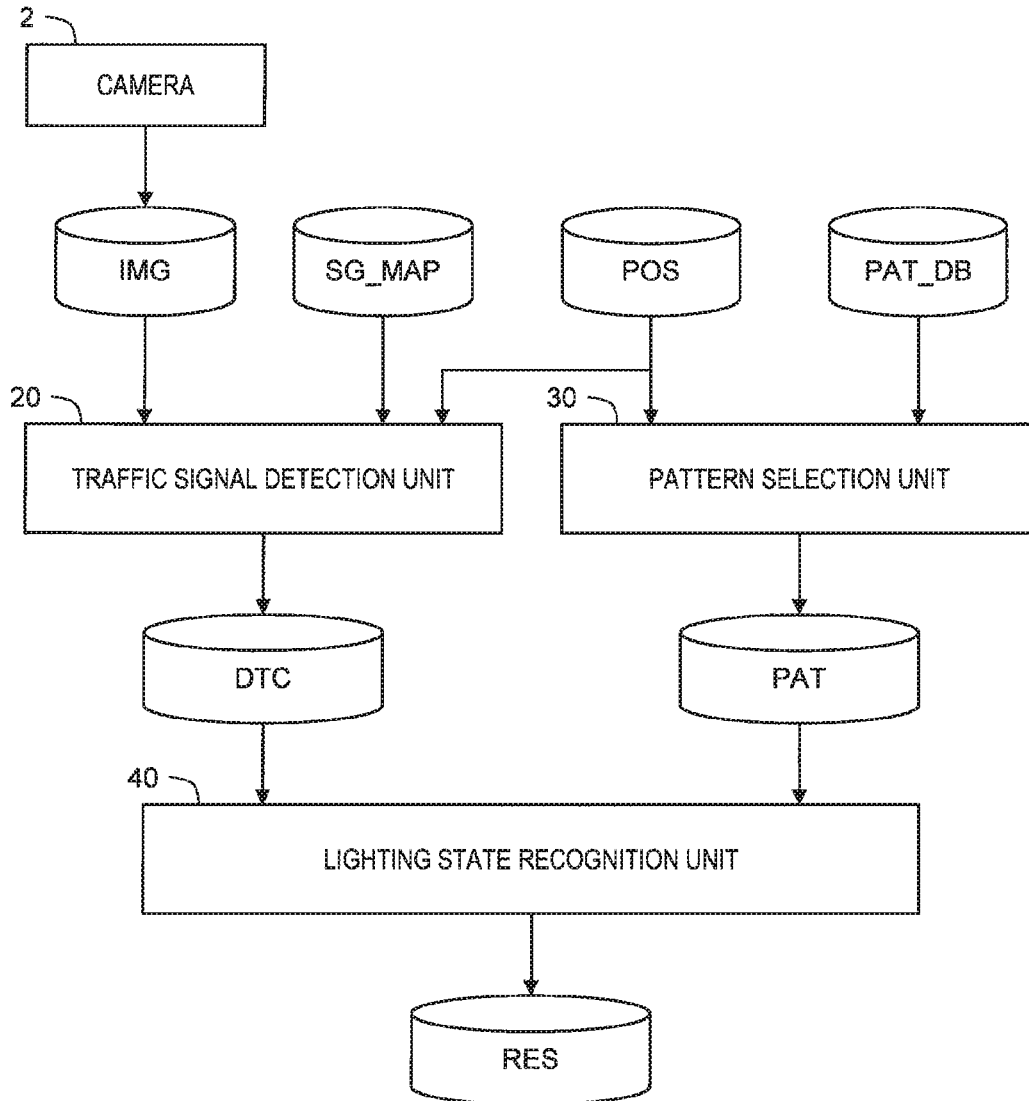 2
CAMERA
IMG
SG_MAP
POS
PAT_DB
20
30
TRAFFIC SIGNAL DETECTION UNIT
PATTERN SELECTION UNIT
DTC
PAT
40
LIGHTING STATE RECOGNITION UNIT
RES